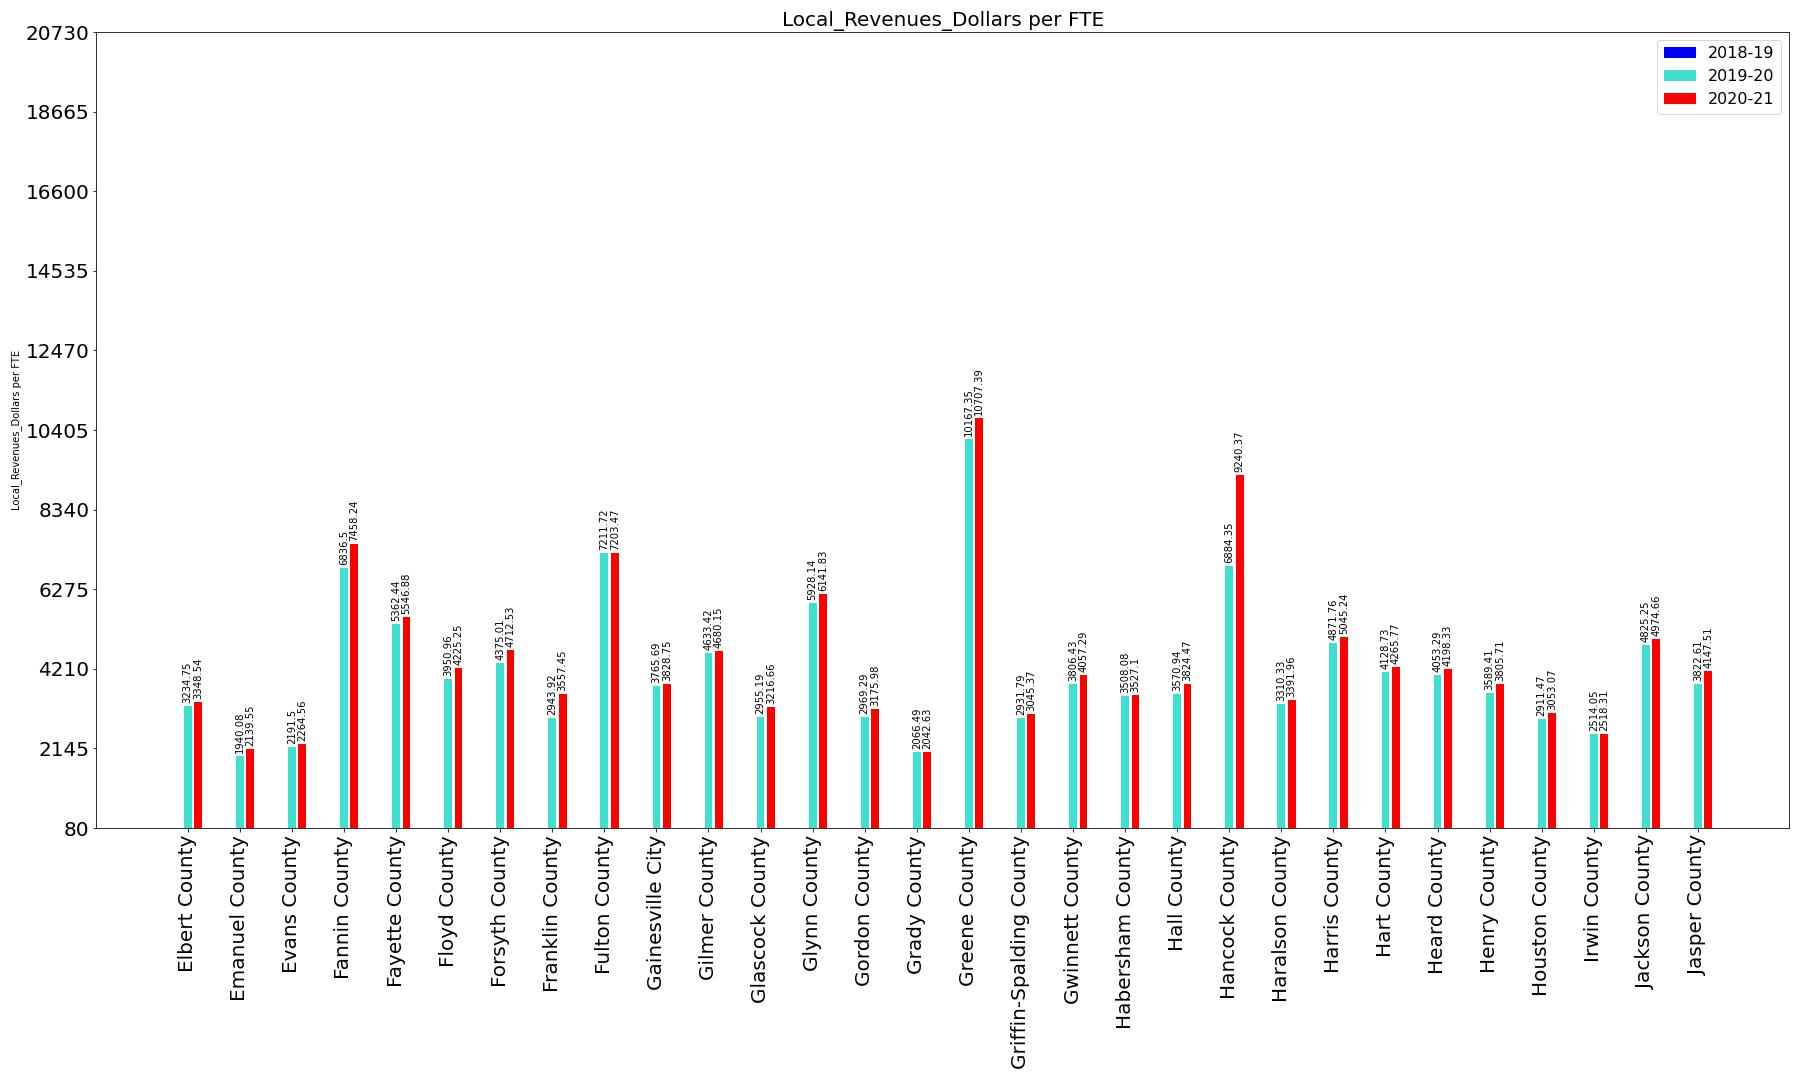 Local_Revenues_Dollars per FTE
2018-19
2019-20
2020-21
Local_Revenues_Dollars per FTE
20730
18665
16600
14535
12470
10405
8340
6275
4210
2145
80
3234.75
3348.54
1940.08
2139.55
2191.5
2264.56
6836.5
7458.24
5362.44
5546.88
3950.96
4225.25
4375.01
4712.53
2943.92
3557.45
7211.72
7203.47
3765.69
3828.75
4633.42
4680.15
2955.19
3216.66
5928.14
6141.83
2969.29
3175.98
2066.49
2042.63
10167.35
10707.39
2931.79
3045.37
3806.43
4057.29
3508.08
3527.1
3570.94
3824.47
6884.35
9240.37
3310.33
3391.96
4871.76
5045.24
4128.73
4265.77
4053.29
4198.33
3589.41
3805.71
2911.47
3053.07
2514.05
2518.31
4825.25
4974.66
3822.61
4147.51
Elbert County
Emanuel County
Evans County
Fannin County
Fayette County
Floyd County
Forsyth County
Franklin County
Fulton County
Gainesville City
Gilmer County
Glascock County
Glynn County
Gordon County
Grady County
Greene County
Griffin-Spalding County
Gwinnett County
Habersham County
Hall County
Hancock County
Haralson County
Harris County
Hart County
Heard County
Henry County
Houston County
Irwin County
Jackson County
Jasper County